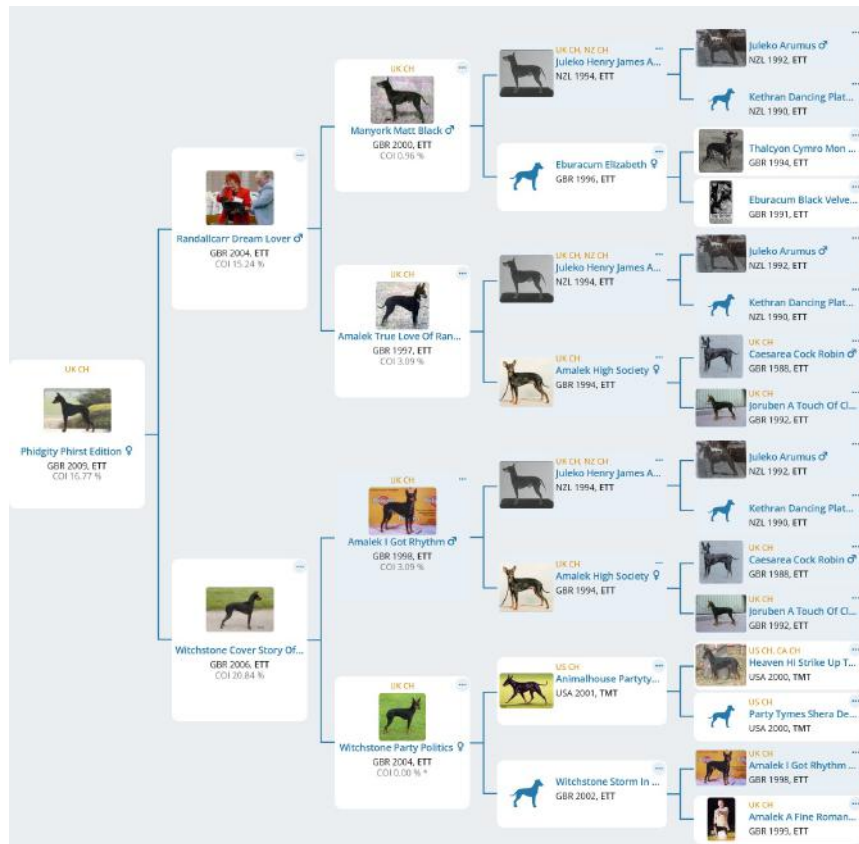 UK CH
Phidgity Phirst Edition ♀
GBR 2009, ETT
COI 16.77 %
Randallcarr Dream Lover ♂
GBR 2004, ETT
COI 15.24 %
Witchstone Cover Story Of...
GBR 2006, ETT
COI 20.84 %
UK CH
Manyork Matt Black ♂
GBR 2000, ETT
COI 0.96 %
UK CH
Amalek True Love Of Ran...
GBR 1997, ETT
COI 3.09 %
UK CH
Amalek I Got Rhythm ♂
GBR 1998, ETT
COI 3.09 %
UK CH
Witchstone Party Politics ♀
GBR 2004, ETT
COI 0.00 % *
UK CH, NZ CH
Juleko Henry James A...
NZL 1994, ETT
Eburacum Elizabeth ♀
GBR 1996, ETT
UK CH, NZ CH
Juleko Henry James A...
NZL 1994, ETT
UK CH
Amalek High Society ♀
GBR 1994, ETT
UK CH, NZ CH
Juleko Henry James A...
NZL 1994, ETT
UK CH
Amalek High Society ♀
GBR 1994, ETT
US CH
Animalhouse Partyty...
USA 2001, TMT
Witchstone Storm In ...
GBR 2002, ETT
Juleko Arumus ♂
NZL 1992, ETT
Kethran Dancing Plat...
NZL 1990, ETT
Thalcyon Cymro Mon ...
GBR 1994, ETT
Eburacum Black Velve...
GBR 1991, ETT
Juleko Arumus ♂
NZL 1992, ETT
Kethran Dancing Plat...
NZL 1990, ETT
UK CH
Caesarea Cock Robin ♂
GBR 1988, ETT
UK CH
Joruben A Touch Of Cl...
GBR 1992, ETT
Juleko Arumus ♂
NZL 1992, ETT
Kethran Dancing Plat...
NZL 1990, ETT
UK CH
Caesarea Cock Robin ♂
GBR 1988, ETT
UK CH
Joruben A Touch Of Cl...
GBR 1992, ETT
US CH, CA CH
Heaven Hi Strike Up T...
USA 2000, TMT
US CH
Party Tymes Shera De...
USA 2000, TMT
UK CH
Amalek I Got Rhythm ...
GBR 1998, ETT
UK CH
Amalek A Fine Roman...
GBR 1999, ETT